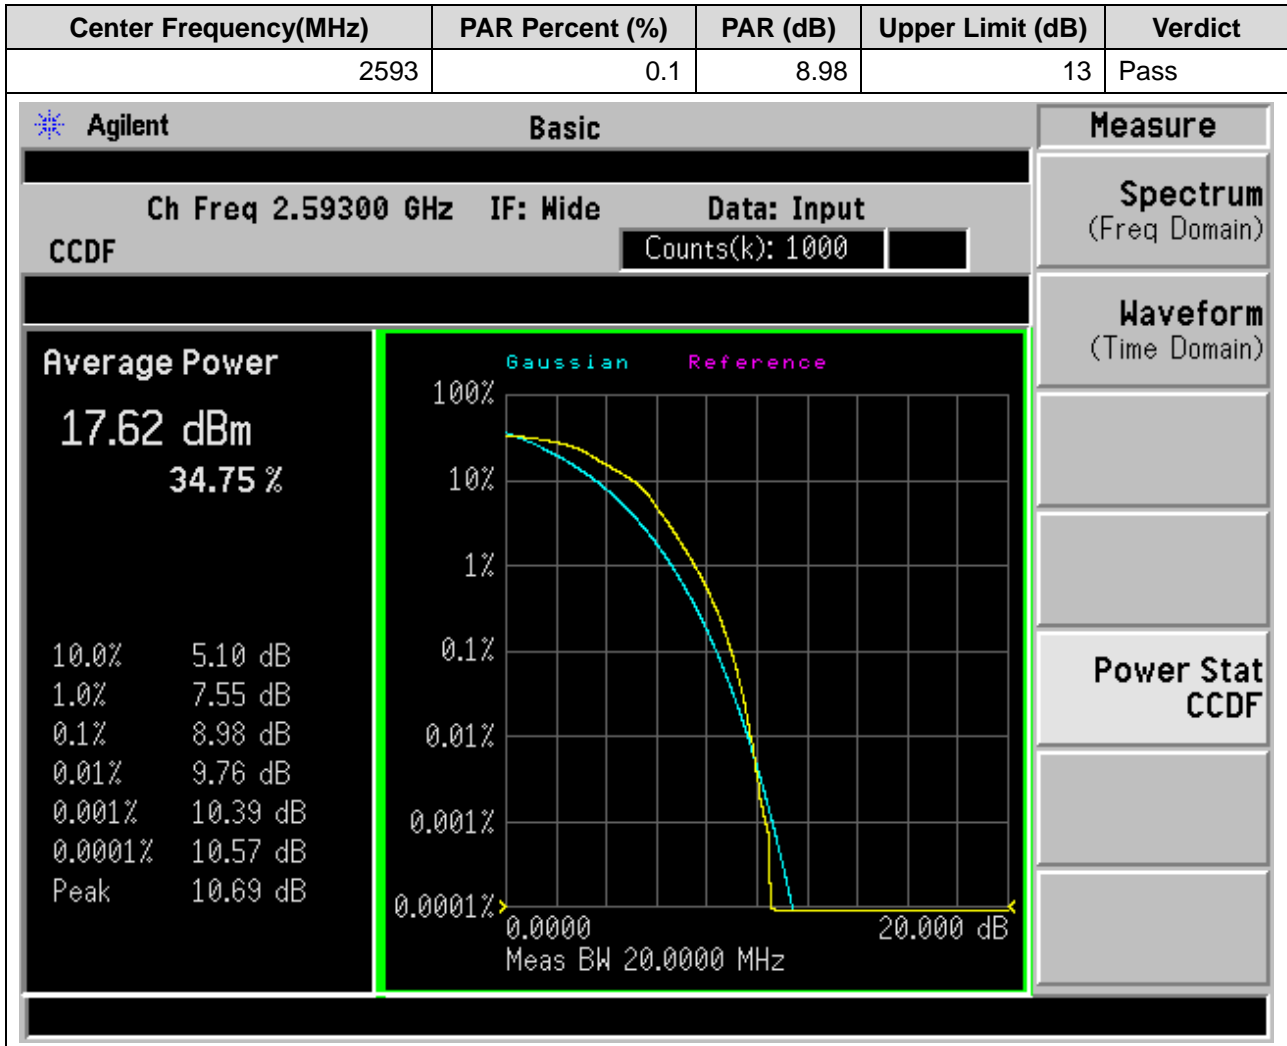 Center Frequency(MHz) PAR Percent (%) PAR (dB) Upper Limit (dB) Verdict
2593 0.1 8.98 13 Pass
Agilent Basic Measure
Ch Freq 2.59300 GHz IF: Wide Data: Input
CCDF Counts(k): 1000
Spectrum
(Freq Domain)
Waveform
(Time Domain)
Power Stat
CCDF
Average Power
17.62 dBm
34.75 %
10.0% 5.10 dB
1.0% 7.55 dB
0.1% 8.98 dB
0.01% 9.76 dB
0.001% 10.39 dB
0.0001% 10.57 dB
Peak 10.69 dB
Gaussian Reference
100%
10%
1%
0.1%
0.01%
0.001%
0.0001%
0.0000 20.000 dB
Meas BW 20.0000 MHz